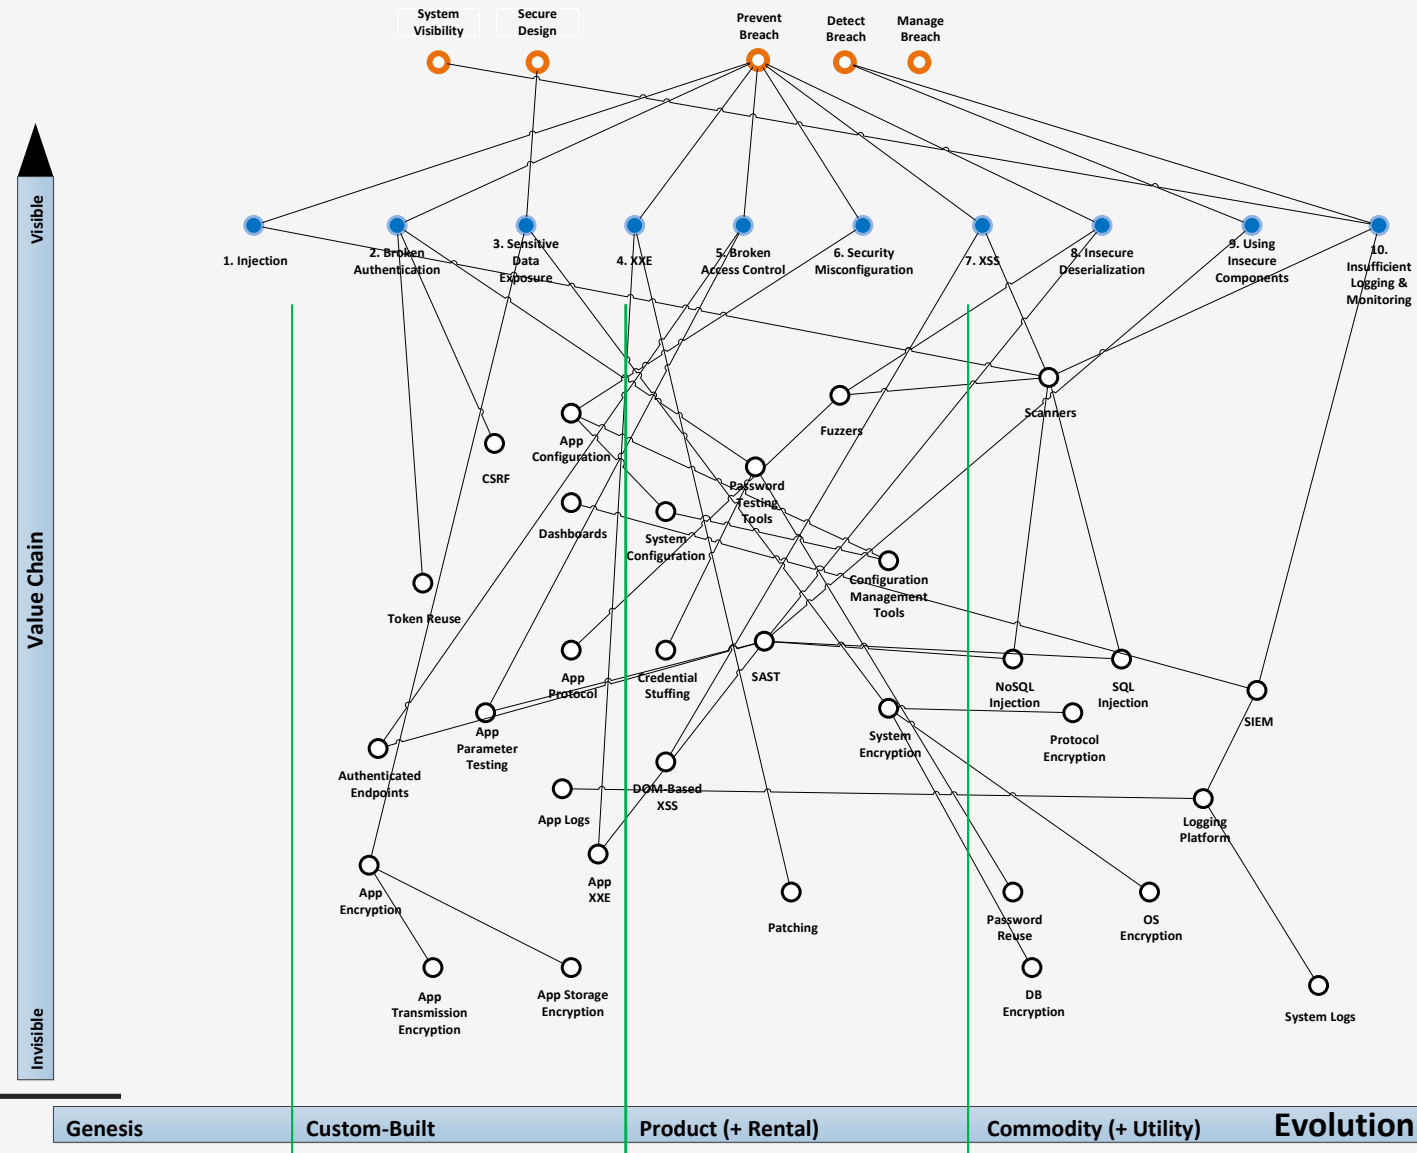 System
Visibility
Secure
Design
Prevent
Breach
Detect
Breach
Manage
Breach
Visible
Value Chain
Invisible
1. Injection
2. Broken
Authentication
3. Sensitive
Data
Exposure
4. XXE
5. Broken
Access Control
6. Security
Misconfiguration
7. XSS
8. Insecure
Deserialization
9. Using
Insecure
Components
10.
Insufficient
Logging &
Monitoring
Scanners
Fuzzers
App
Configuration
CSRF
Password
Testing
Tools
Dashboards
System
Configuration
Configuration
Management
Tools
Token Reuse
App
Protocol
Credential
Stuffing
SAST
NoSQL
Injection
SQL
Injection
SIEM
App
Parameter
Testing
System
Encryption
Protocol
Encryption
Authenticated
Endpoints
DOM-Based
XSS
App Logs
Logging
Platform
App
XXE
App
Encryption
Patching
Password
Reuse
OS
Encryption
App
Transmission
Encryption
App Storage
Encryption
DB
Encryption
System Logs
Genesis
Custom-Built
Product (+ Rental)
Commodity (+ Utility)
Evolution